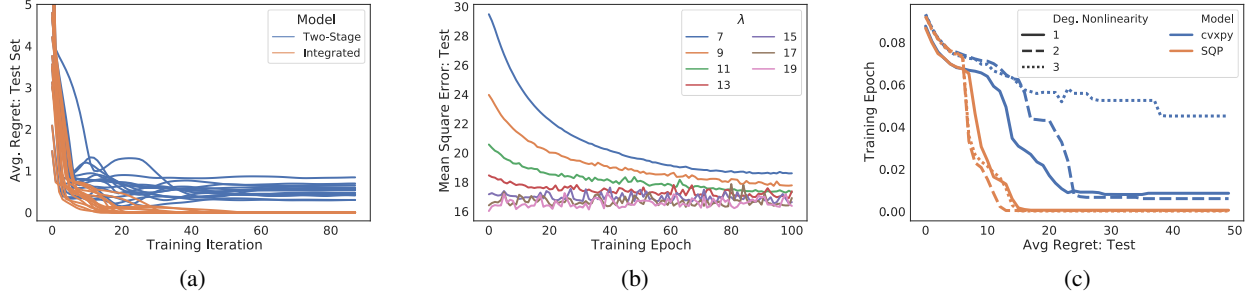 5
4
3
2
1
0
Avg. Regret: Test Set
Model
Two-Stage
Integrated
0 20 40 60 80
Training Iteration
(a)
30
28
26
24
22
20
18
16
Mean Square Error: Test
λ
7 15
9 17
11 19
13
0 20 40 60 80 100
Training Epoch
(b)
0.08
0.06
0.04
0.02
0.00
Training Epoch
Deg. Nonlinearity Model
1 cvxpy
2 SQP
3
0 10 20 30 40 50
Avg Regret: Test
(c)